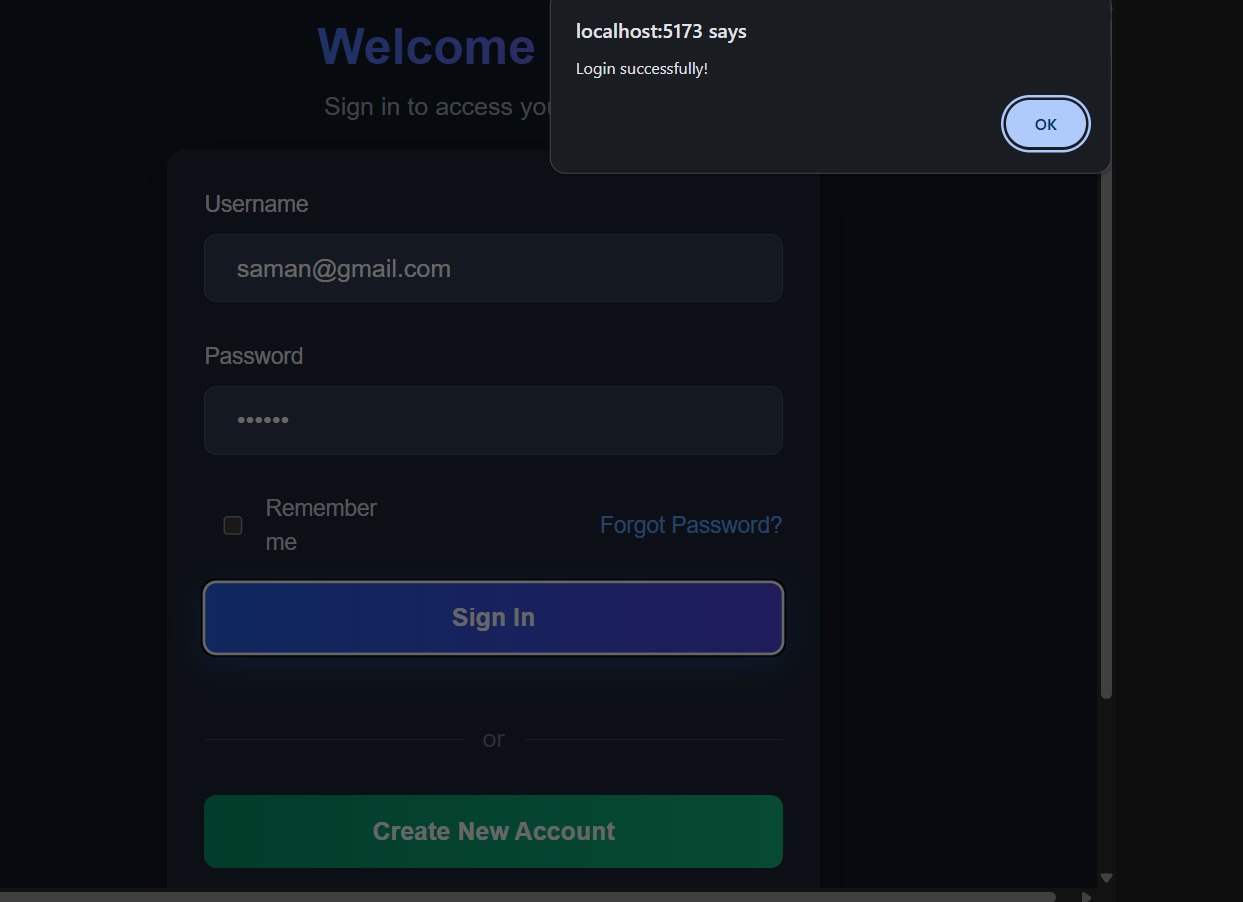 Welcome
Sign in to access you
localhost:5173 says
Login successfully!
OK
Username
saman@gmail.com
Password
••••••
Remember
me
Forgot Password?
Sign In
or
Create New Account